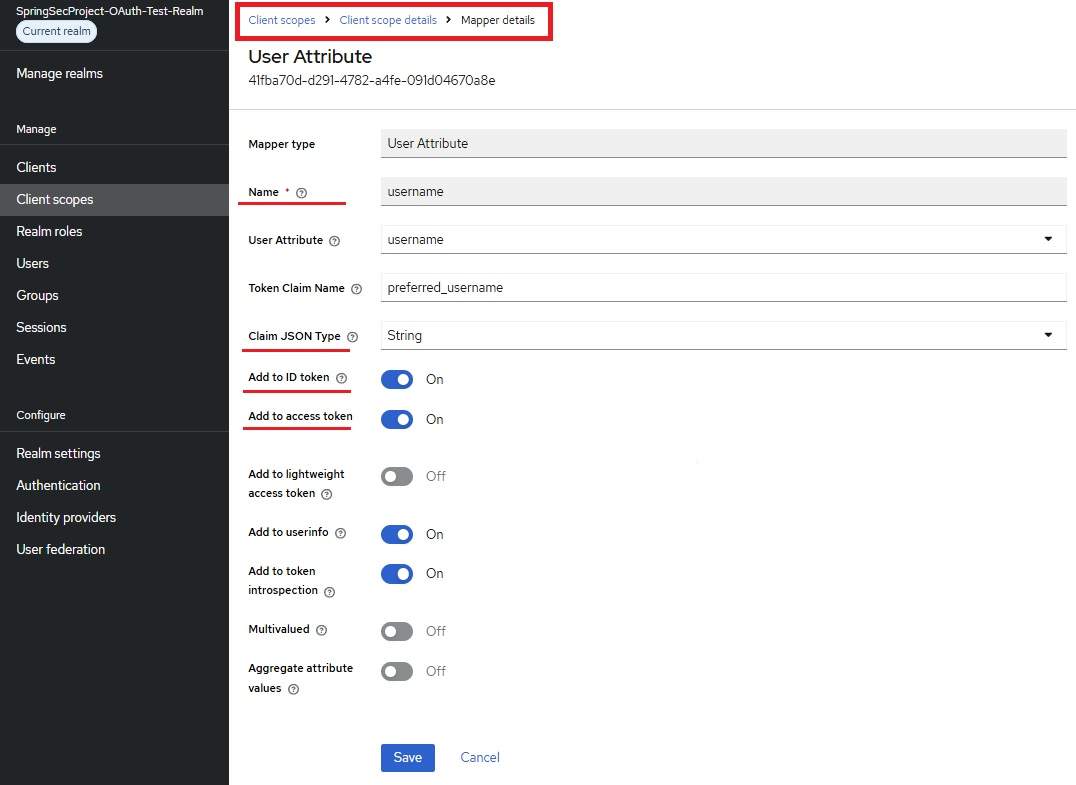 SpringSecProject-OAuth-Test-Realm
Current realm
Manage realms
Manage
Clients
Client scopes
Realm roles
Users
Groups
Sessions
Events
Configure
Realm settings
Authentication
Identity providers
User federation
Client scopes > Client scope details > Mapper details
User Attribute
41fba70d-d291-4782-a4fe-091d04670a8e
Mapper type User Attribute
Name * username
User Attribute username
Token Claim Name preferred_username
Claim JSON Type String
Add to ID token On
Add to access token On
Add to lightweight
access token Off
Add to userinfo On
Add to token
introspection On
Multivalued Off
Aggregate attribute
values Off
Save Cancel